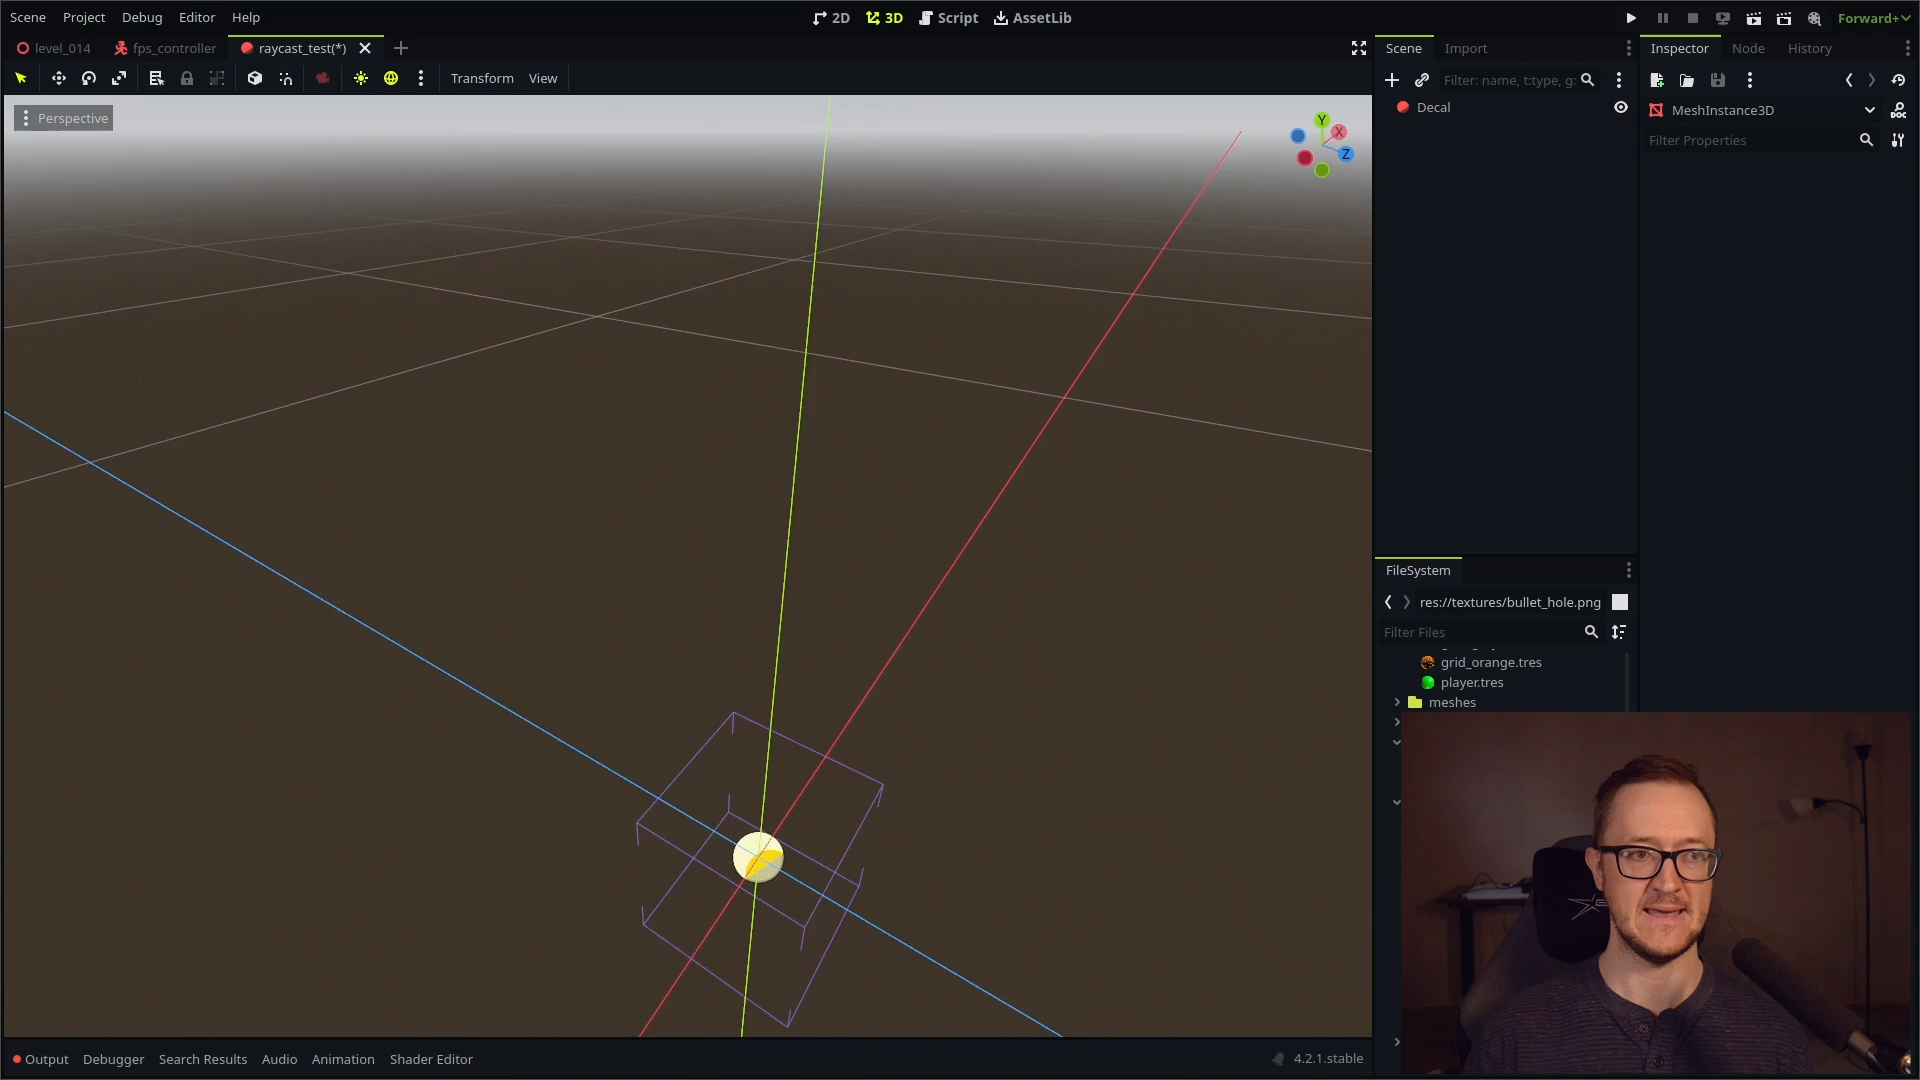 Scene Project Debug Editor Help
2D 3D Script AssetLib
Forward+
level_014 fps_controller raycast_test(*)
Transform View
Perspective
Y X Z
Scene Import
Filter: name, t:type, g:
Decal
Inspector Node History
MeshInstance3D
DOC
Filter Properties
FileSystem
res://textures/bullet_hole.png
Filter Files
grid_orange.tres
player.tres
meshes
Output Debugger Search Results Audio Animation Shader Editor
4.2.1.stable